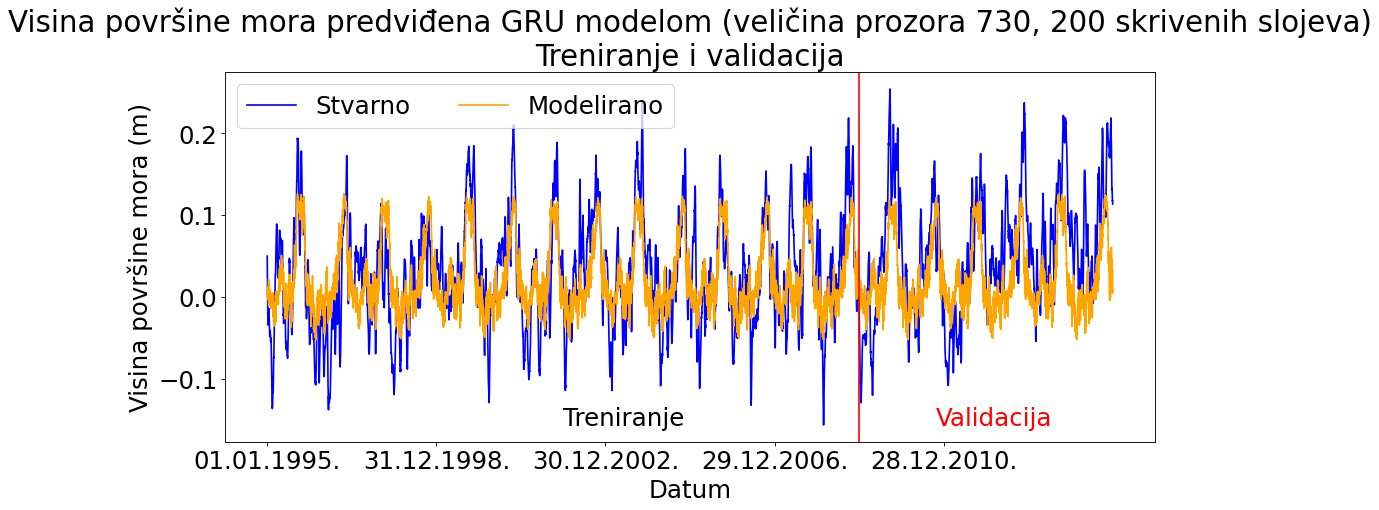 Visina površine mora predviđena GRU modelom (veličina prozora 730, 200 skrivenih slojeva)
Treniranje i validacija
Stvarno Modelirano
Visina površine mora (m)
0.2
0.1
0.0
−0.1
Treniranje Validacija
01.01.1995. 31.12.1998. 30.12.2002. 29.12.2006. 28.12.2010.
Datum